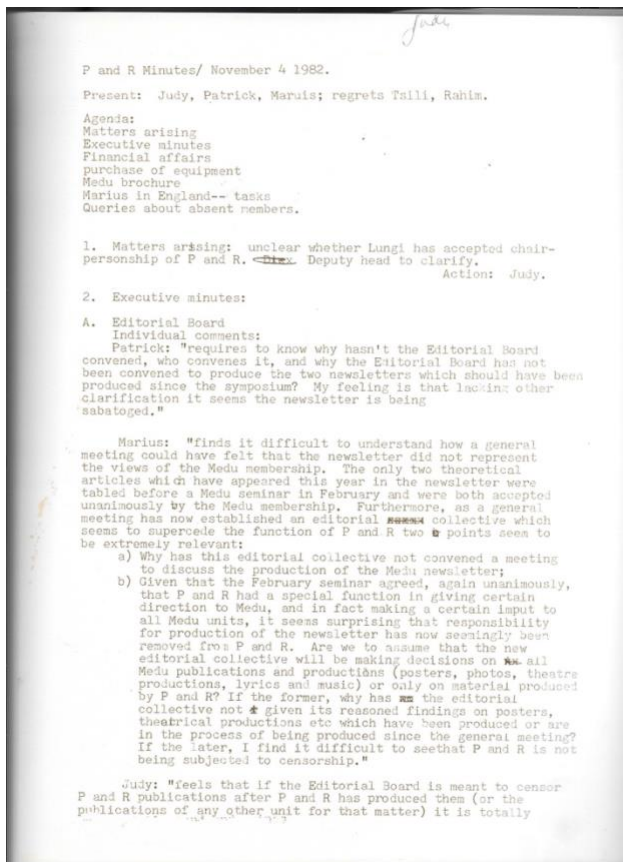 Judy
P and R Minutes/ November 4 1982.
Present: Judy, Patrick, Maruis; regrets Tsili, Rahim.
Agenda:
Matters arising
Executive minutes
Financial affairs
purchase of equipment
Medu brochure
Marius in England-- tasks
Queries about absent members.
1. Matters arising: unclear whether Lungi has accepted chair-
personship of P and R. Deputy head to clarify.
Action: Judy.
2. Executive minutes:
A. Editorial Board
Individual comments:
Patrick: "requires to know why hasn't the Editorial Board
convened, who convenes it, and why the Editorial Board has not
been convened to produce the two newsletters which should have been
produced since the symposium? My feeling is that lacking other
clarification it seems the newsletter is being
sabatoged."
Marius: "finds it difficult to understand how a general
meeting could have felt that the newsletter did not represent
the views of the Medu membership. The only two theoretical
articles which have appeared this year in the newsletter were
tabled before a Medu seminar in February and were both accepted
unanimously by the Medu membership. Furthermore, as a general
meeting has now established an editorial collective which
seems to supercede the function of P and R two points seem to
be extremely relevant:
a) Why has this editorial collective not convened a meeting
to discuss the production of the Medu newsletter;
b) Given that the February seminar agreed, again unanimously,
that P and R had a special function in giving certain
direction to Medu, and in fact making a certain imput to
all Medu units, it seems surprising that responsibility
for production of the newsletter has now seemingly been
removed from P and R. Are we to assume that the new
editorial collective will be making decisions on all
Medu publications and productions (posters, photos, theatre
productions, lyrics and music) or only on material produced
by P and R? If the former, why has the editorial
collective not given its reasoned findings on posters,
theatrical productions etc which have been produced or are
in the process of being produced since the general meeting?
If the later, I find it difficult to seethat P and R is not
being subjected to censorship."
Judy: "feels that if the Editorial Board is meant to censor
P and R publications after P and R has produced them (or the
publications of any other unit for that matter) it is totally